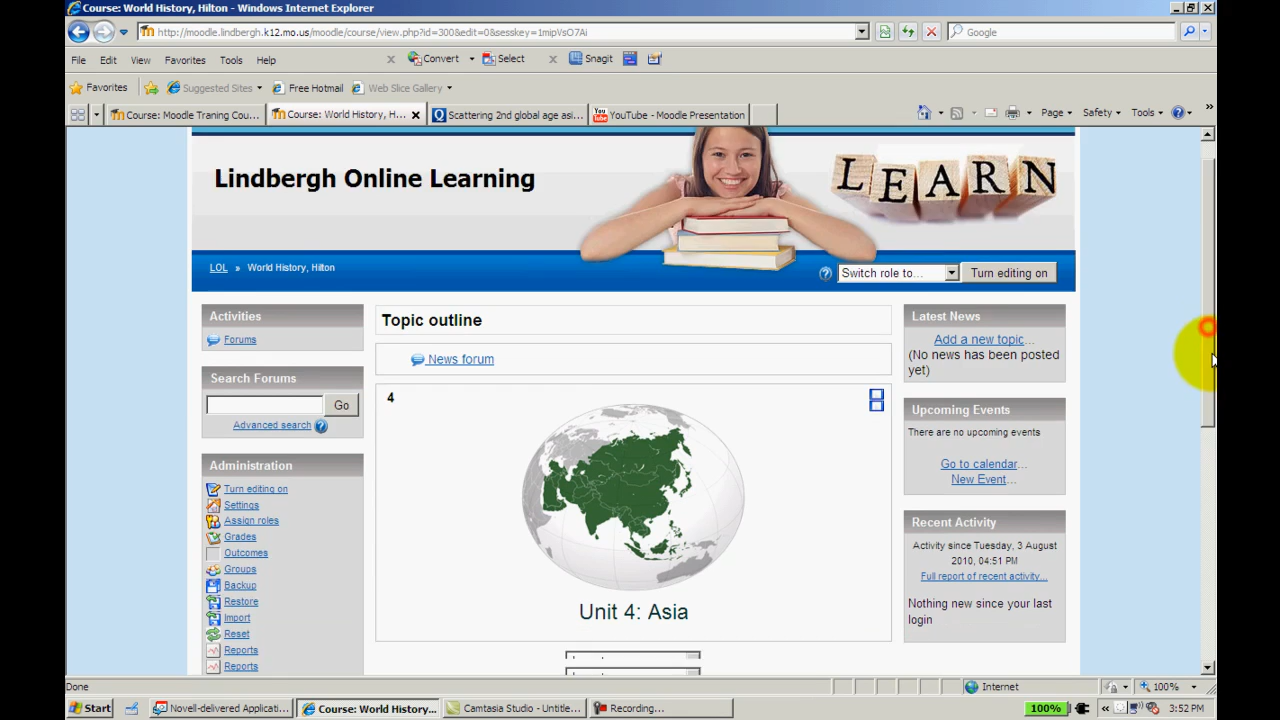 Course: World History, Hilton - Windows Internet Explorer
http://moodle.lindbergh.k12.mo.us/moodle/course/view.php?id=300&edit=0&sesskey=1mipVsO7Ai
Google
File Edit View Favorites Tools Help
Convert Select Snagit
Favorites Suggested Sites Free Hotmail Web Slice Gallery
Course: Moodle Traning Cou... Course: World History, H... Scattering 2nd global age asi... YouTube - Moodle Presentation
Page Safety Tools
Lindbergh Online Learning
LEARN
LOL » World History, Hilton
Switch role to... Turn editing on
Activities
Forums
Search Forums
Go
Advanced search
Administration
Turn editing on
Settings
Assign roles
Grades
Outcomes
Groups
Backup
Restore
Import
Reset
Reports
Reports
Topic outline
News forum
4
Unit 4: Asia
Latest News
Add a new topic...
(No news has been posted
yet)
Upcoming Events
There are no upcoming events
Go to calendar...
New Event...
Recent Activity
Activity since Tuesday, 3 August
2010, 04:51 PM
Full report of recent activity...
Nothing new since your last
login
Done Internet 100%
Start Novell-delivered Applicati... Course: World History... Camtasia Studio - Untitle... Recording... 100% 3:52 PM